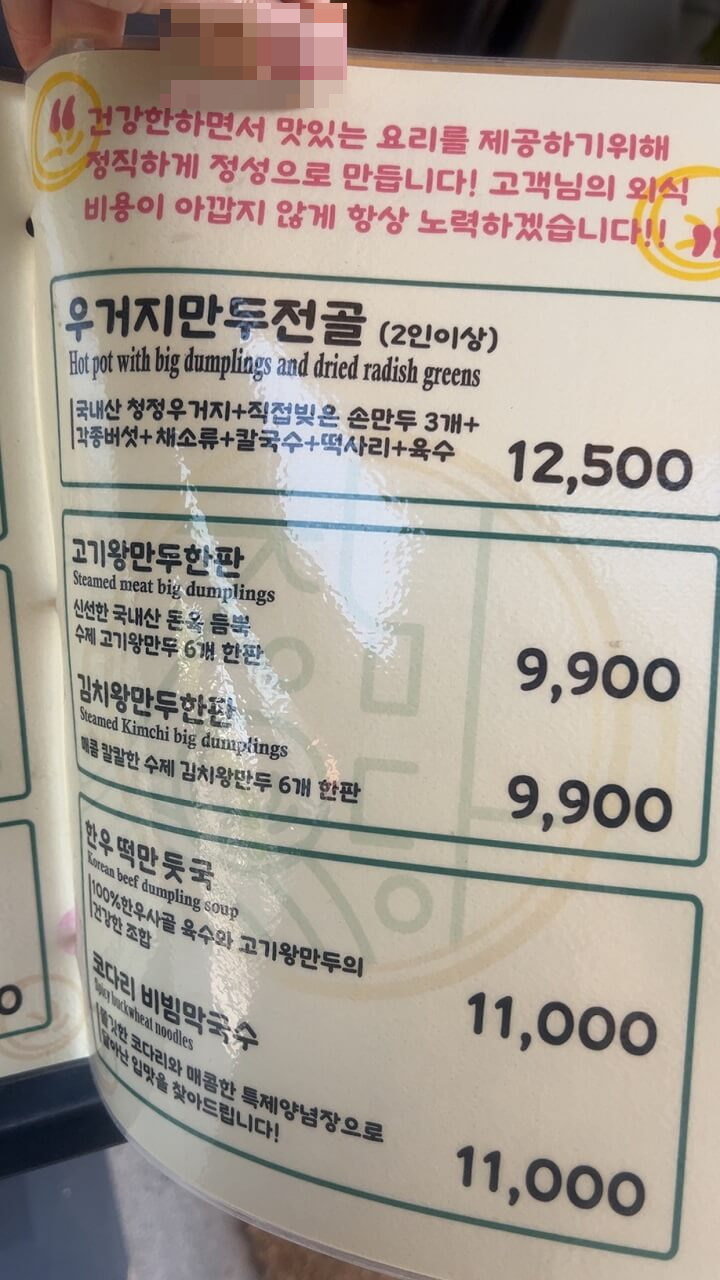 건강한하면서 맛있는 요리를 제공하기위해
정직하게 정성으로 만듭니다! 고객님의 외식
비용이 아깝지 않게 항상 노력하겠습니다!!
우거지만두전골 (2인이상)
Hot pot with big dumplings and dried radish greens
국내산 청정우거지+직접빚은 손만두 3개+
각종버섯+채소류+칼국수+떡사리+육수
12,500
고기왕만두한판
Steamed meat big dumplings
신선한 국내산 돈육 듬뿍
수제 고기왕만두 6개 한판
9,900
김치왕만두한판
Steamed Kimchi big dumplings
매콤 칼칼한 수제 김치왕만두 6개 한판
9,900
한우떡만둣국
Korean beef dumpling soup
100%한우사골 육수와 고기왕만두의
건강한 조합
11,000
코다리 비빔막국수
Spicy buckwheat noodles
쫄깃한 코다리와 매콤한 특제양념장으로
달아난 입맛을 찾아드립니다!
11,000
0